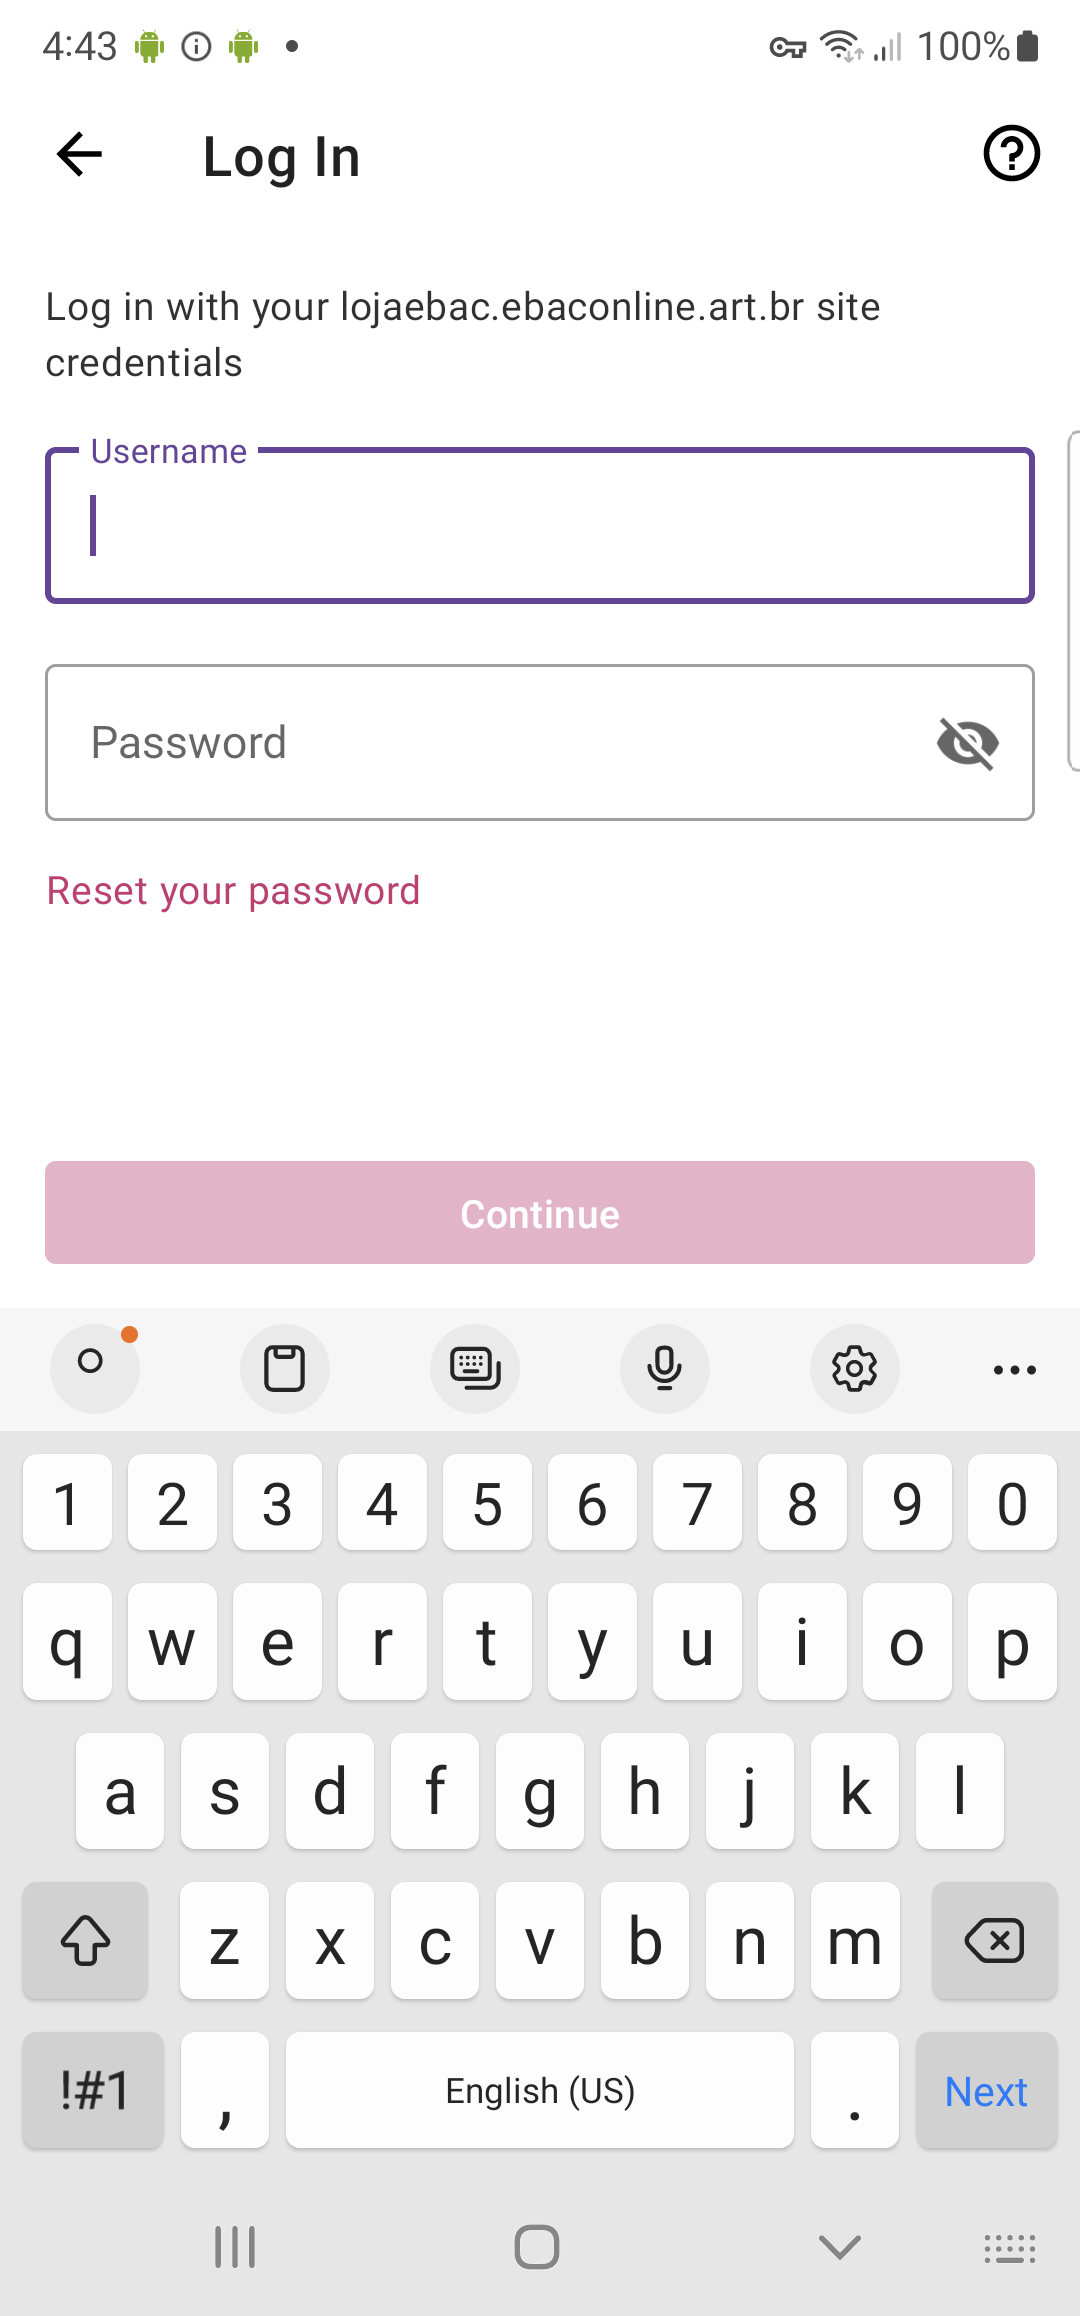 4:43
100%
Log In
Log in with your lojaebac.ebaconline.art.br site
credentials
Username
Password
Reset your password
Continue
1 2 3 4 5 6 7 8 9 0
q w e r t y u i o p
a s d f g h j k l
z x c v b n m
!#1 , English (US) . Next